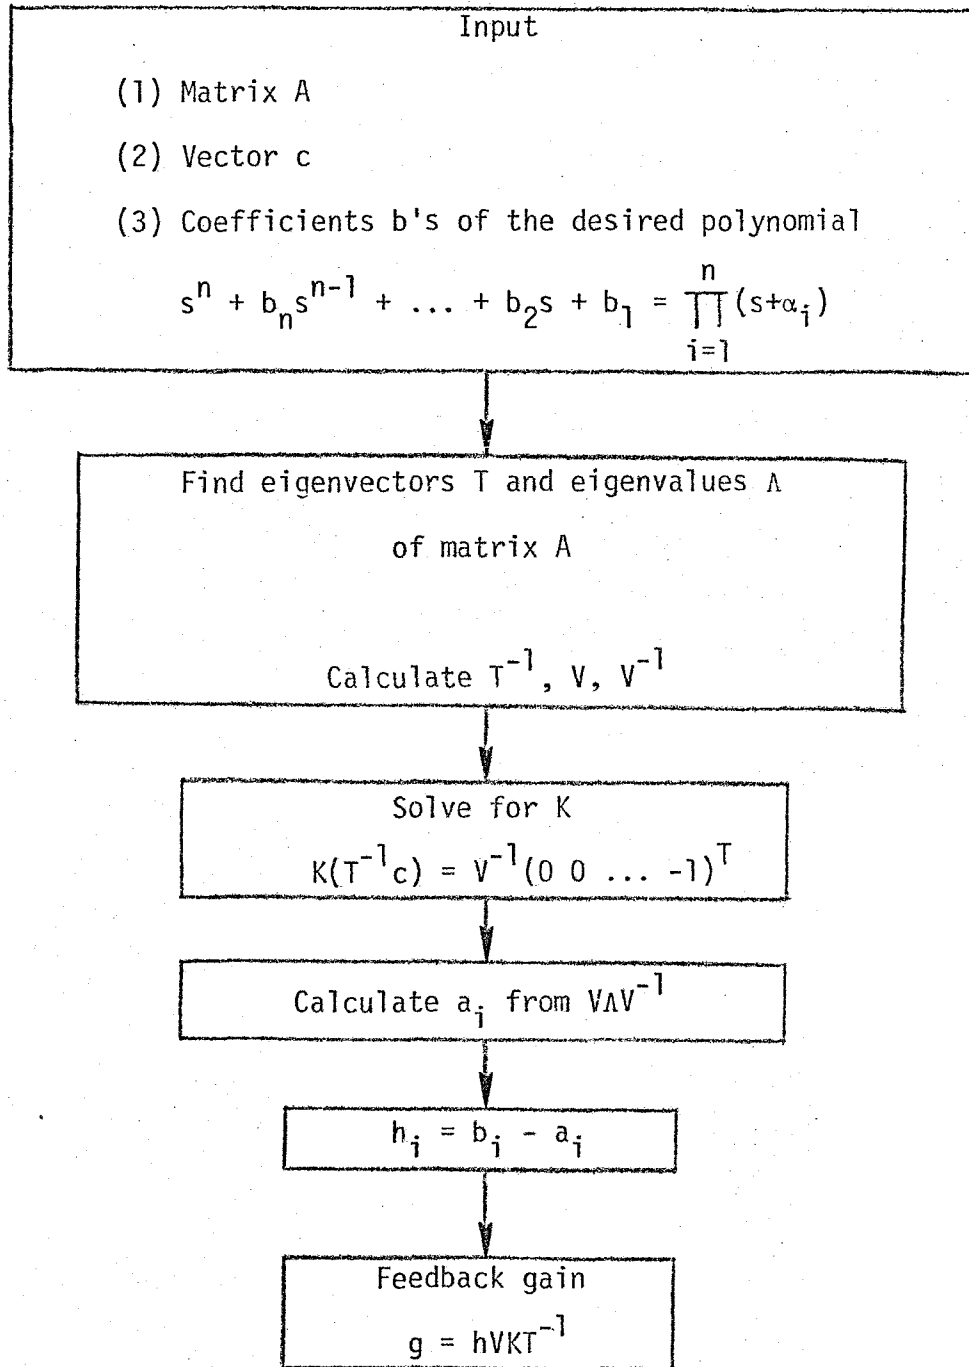 Input
(1) Matrix A
(2) Vector c
(3) Coefficients b's of the desired polynomial
s^n + b_n s^{n-1} + ... + b_2 s + b_1 = ∏_{i=1}^{n} (s+α_i)
Find eigenvectors T and eigenvalues Λ
of matrix A
Calculate T^{-1}, V, V^{-1}
Solve for K
K(T^{-1}c) = V^{-1}(0 0 ... -1)^T
Calculate a_i from VΛV^{-1}
h_i = b_i - a_i
Feedback gain
g = hVKT^{-1}